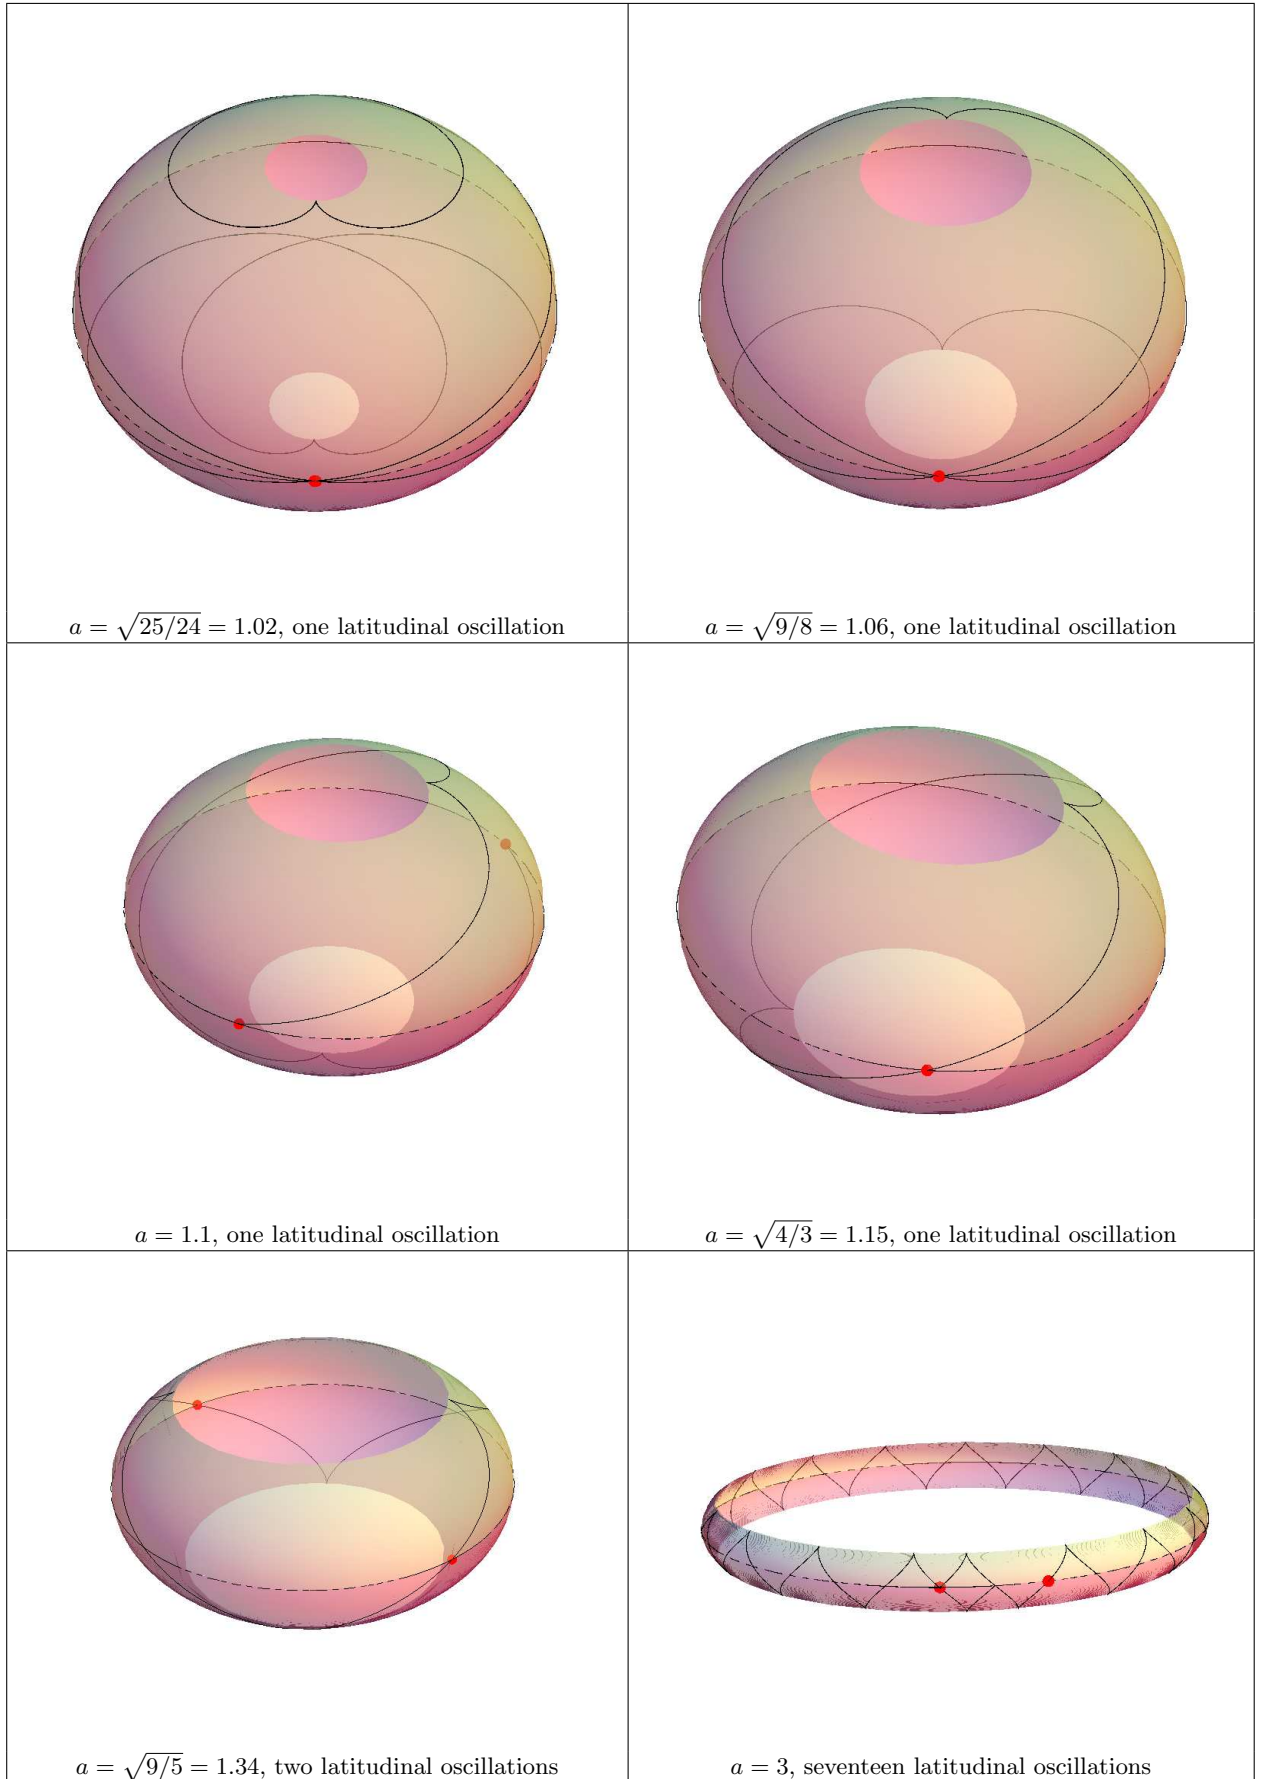 a = √25/24 = 1.02, one latitudinal oscillation
a = √9/8 = 1.06, one latitudinal oscillation
a = 1.1, one latitudinal oscillation
a = √4/3 = 1.15, one latitudinal oscillation
a = √9/5 = 1.34, two latitudinal oscillations
a = 3, seventeen latitudinal oscillations